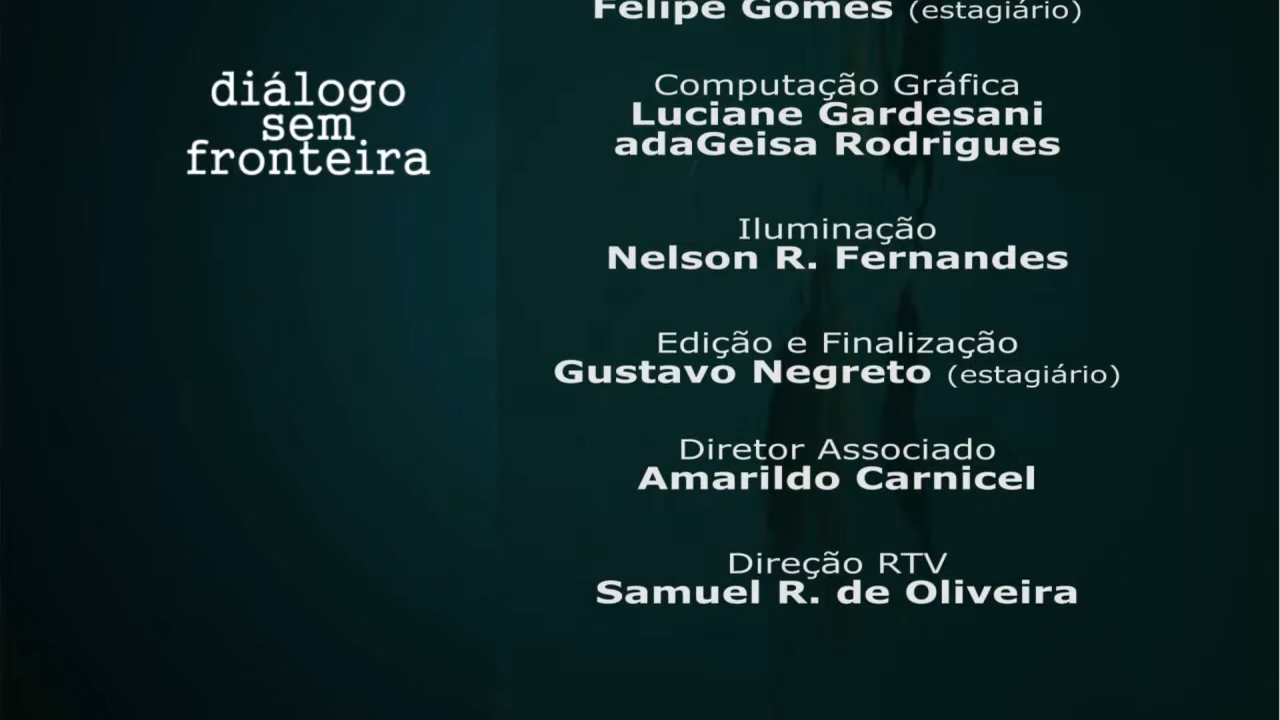 diálogo
sem
fronteira
Felipe Gomes (estagiário)
Computação Gráfica
Luciane Gardesani
adaGeisa Rodrigues
Iluminação
Nelson R. Fernandes
Edição e Finalização
Gustavo Negreto (estagiário)
Diretor Associado
Amarildo Carnicel
Direção RTV
Samuel R. de Oliveira